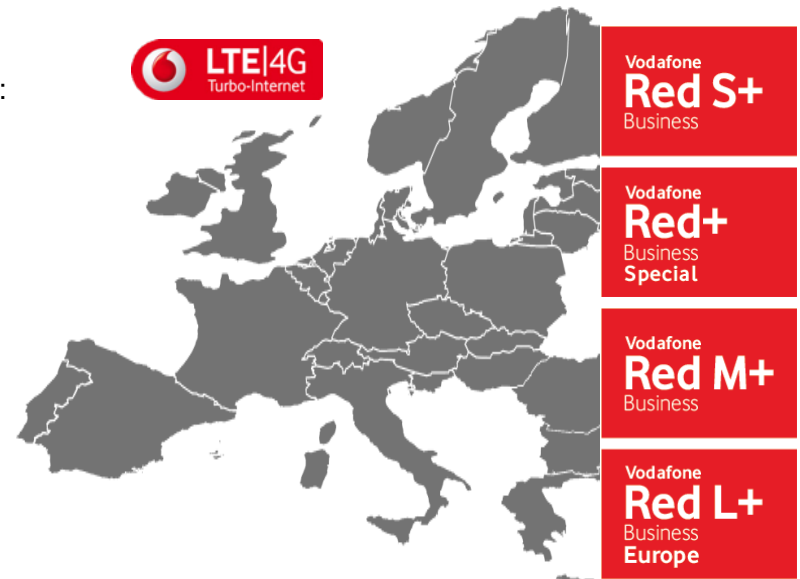 :
LTE|4G
Turbo-Internet
Vodafone
Red S+
Business
Vodafone
Red+
Business
Special
Vodafone
Red M+
Business
Vodafone
Red L+
Business
Europe